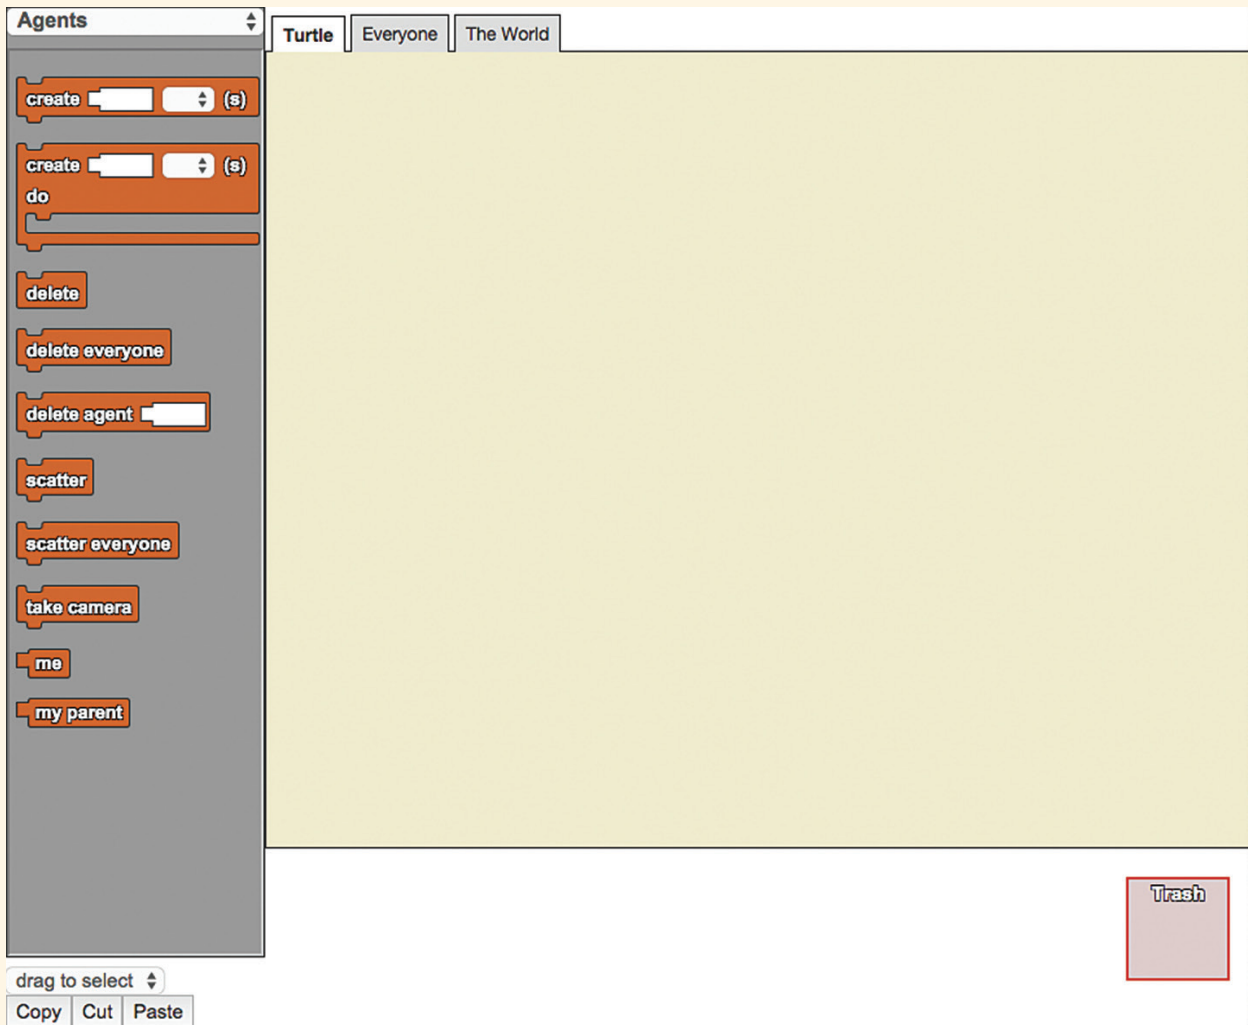 Agents
Turtle Everyone The World
create (s)
create (s)
do
delete
delete everyone
delete agent
scatter
scatter everyone
take camera
me
my parent
Trash
drag to select
Copy Cut Paste